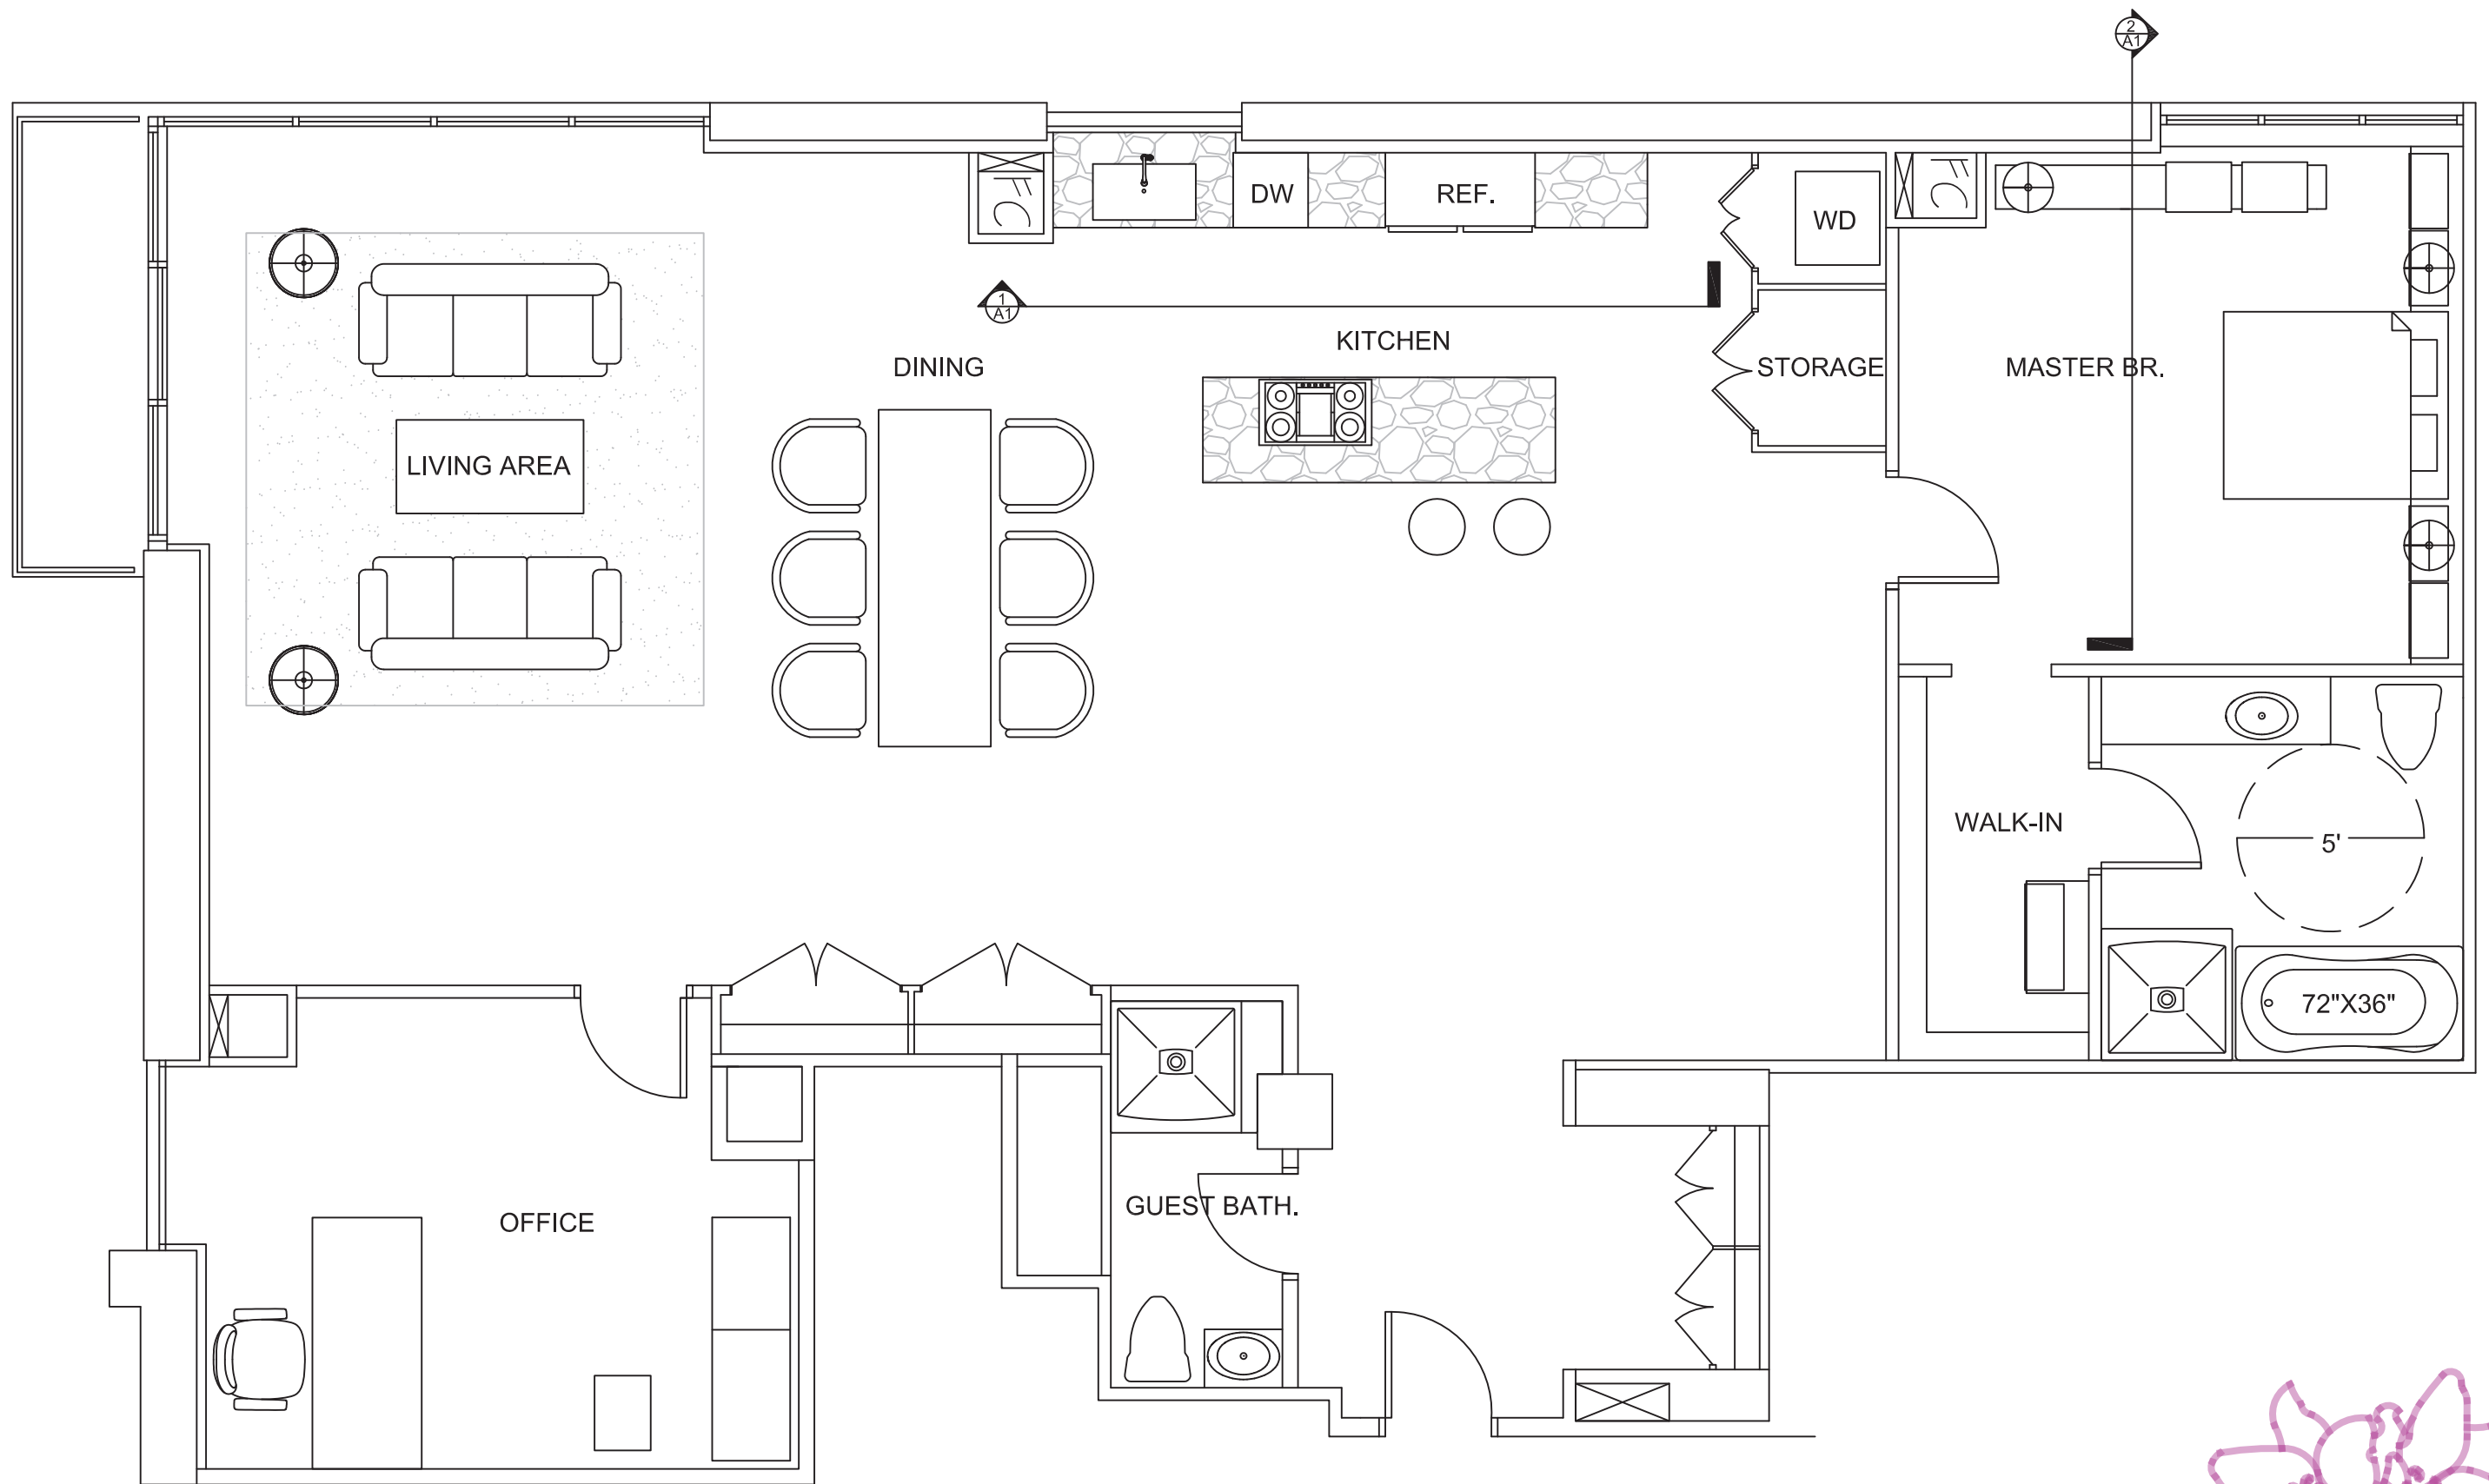 2
A1
DW
REF.
WD
1
A1
KITCHEN
DINING
STORAGE
MASTER BR.
LIVING AREA
WALK-IN
5'
72"X36"
GUEST BATH.
OFFICE